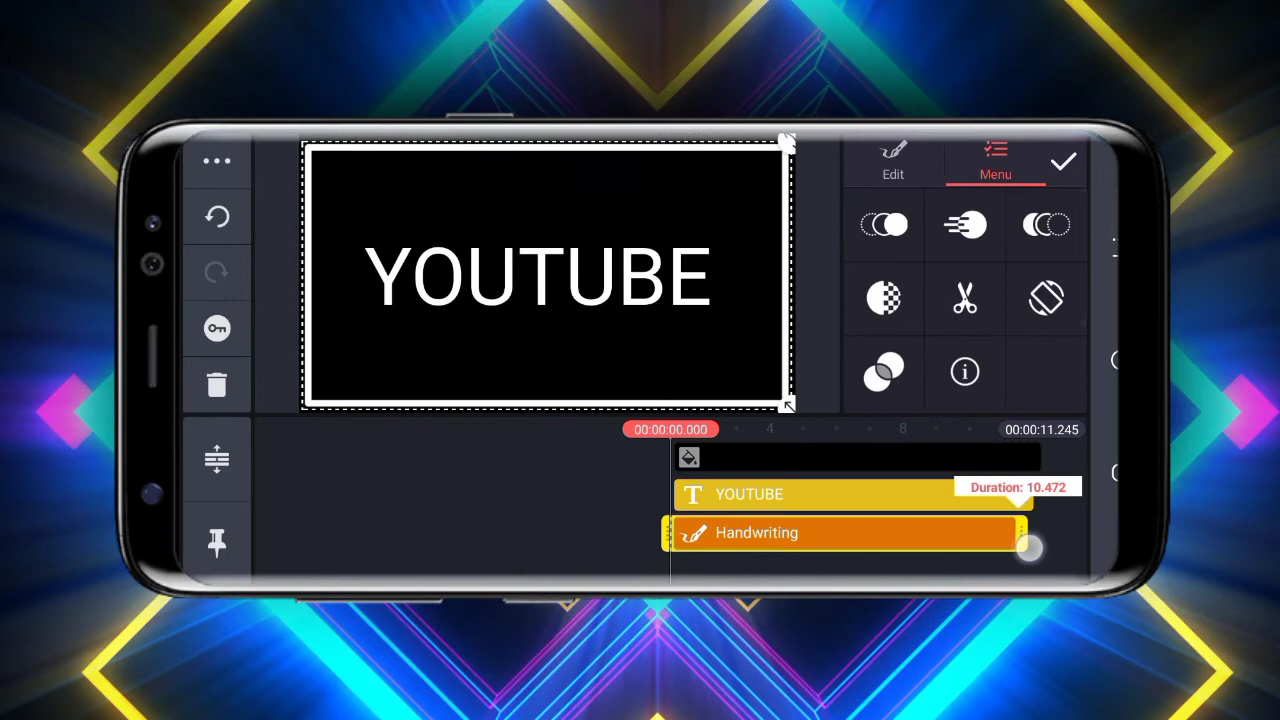 Edit
Menu
YOUTUBE
00:00:00.000
4
8
00:00:11.245
T YOUTUBE
Duration: 10.472
Handwriting